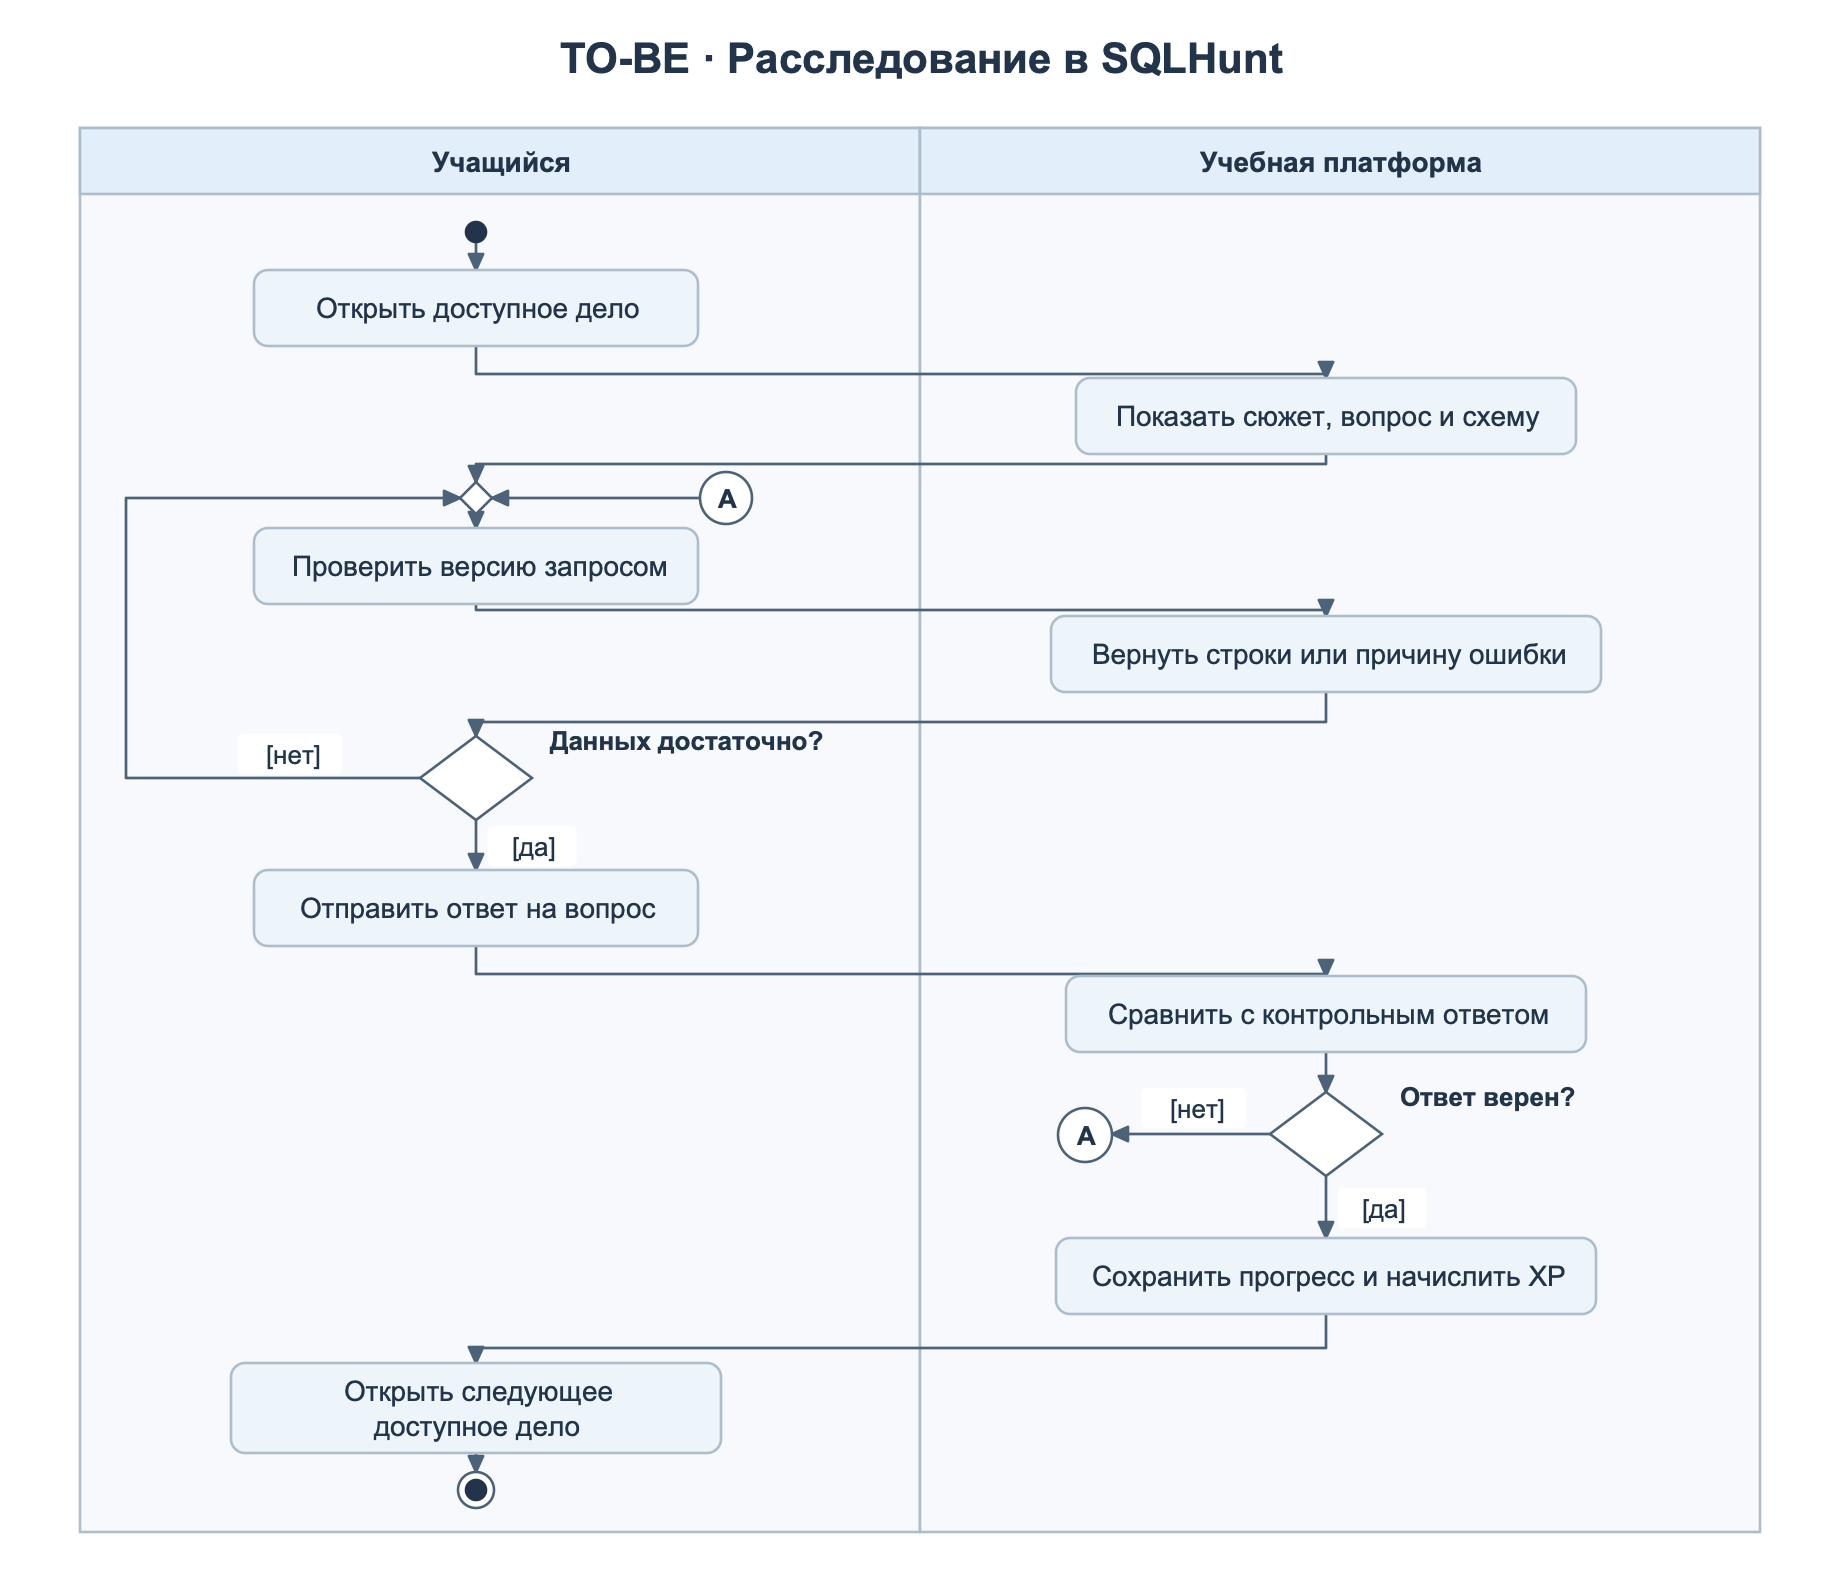 TO-BE · Расследование в SQLHunt
Учащийся
Учебная платформа
Открыть доступное дело
Показать сюжет, вопрос и схему
A
Проверить версию запросом
Вернуть строки или причину ошибки
Данных достаточно?
[нет]
[да]
Отправить ответ на вопрос
Сравнить с контрольным ответом
Ответ верен?
[нет]
A
[да]
Сохранить прогресс и начислить XP
Открыть следующее
доступное дело